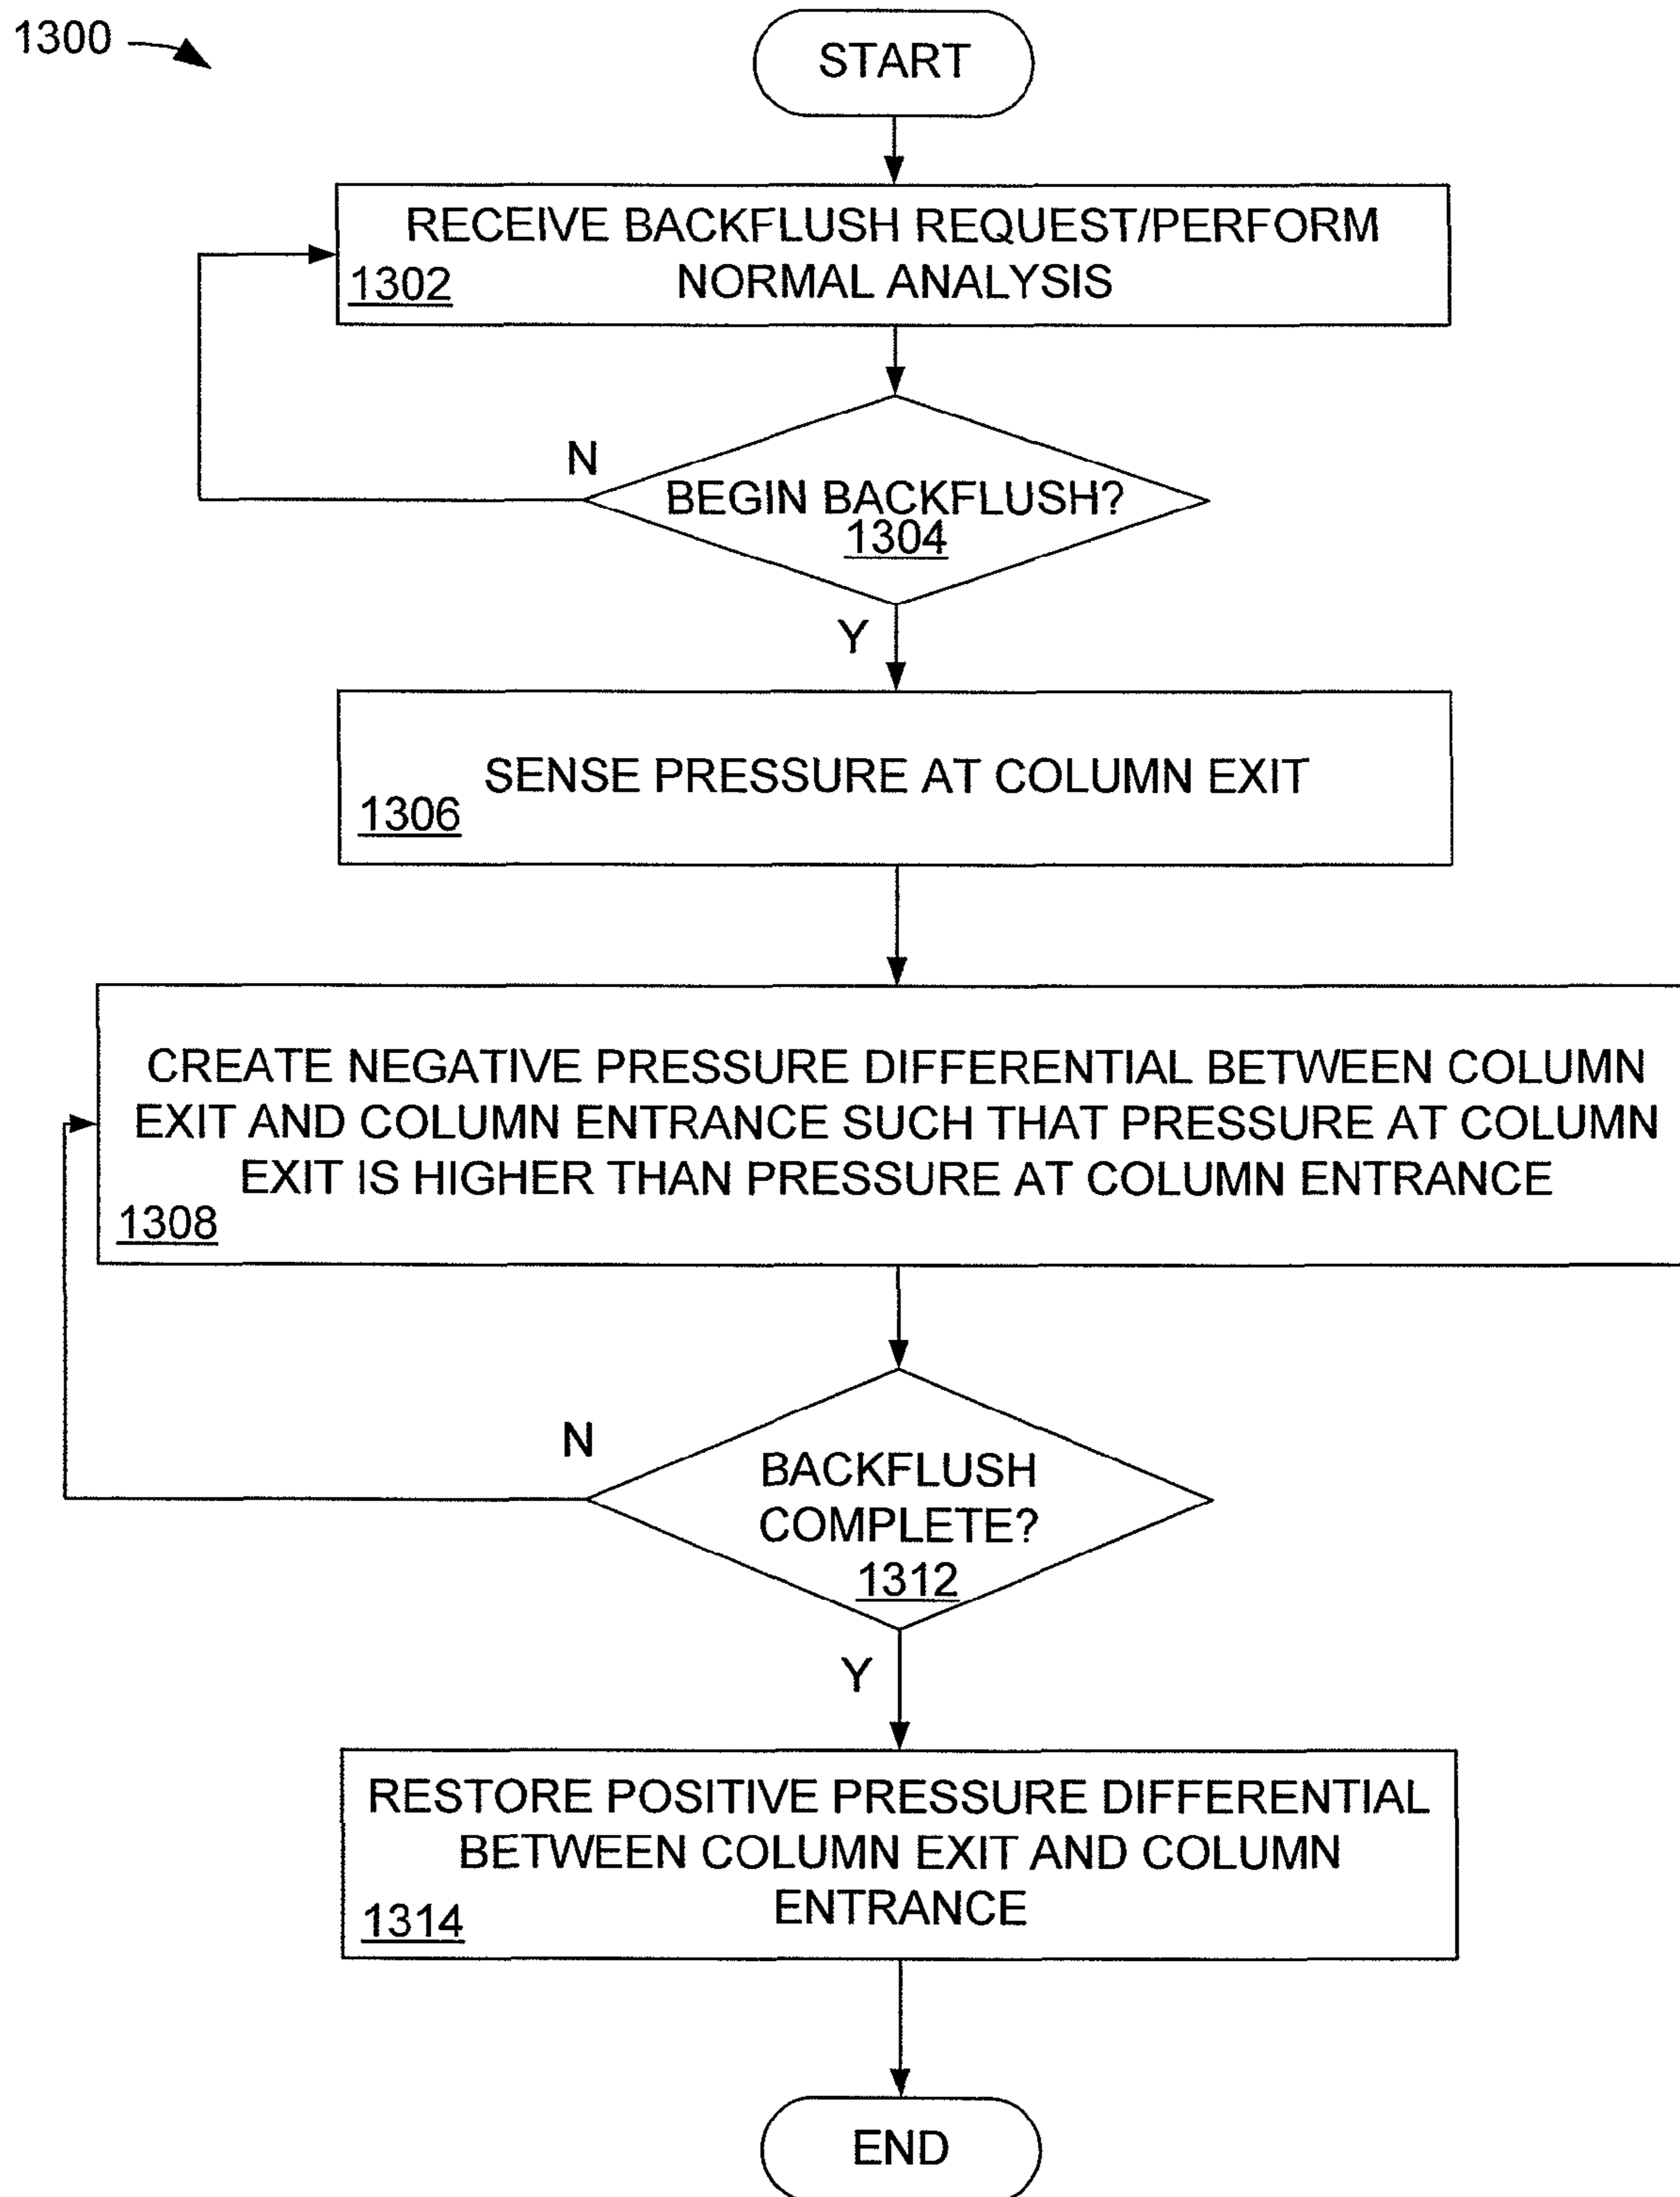 1300
START
RECEIVE BACKFLUSH REQUEST/PERFORM
NORMAL ANALYSIS
1302
N
BEGIN BACKFLUSH?
1304
Y
SENSE PRESSURE AT COLUMN EXIT
1306
CREATE NEGATIVE PRESSURE DIFFERENTIAL BETWEEN COLUMN
EXIT AND COLUMN ENTRANCE SUCH THAT PRESSURE AT COLUMN
EXIT IS HIGHER THAN PRESSURE AT COLUMN ENTRANCE
1308
N
BACKFLUSH
COMPLETE?
1312
Y
RESTORE POSITIVE PRESSURE DIFFERENTIAL
BETWEEN COLUMN EXIT AND COLUMN
ENTRANCE
1314
END